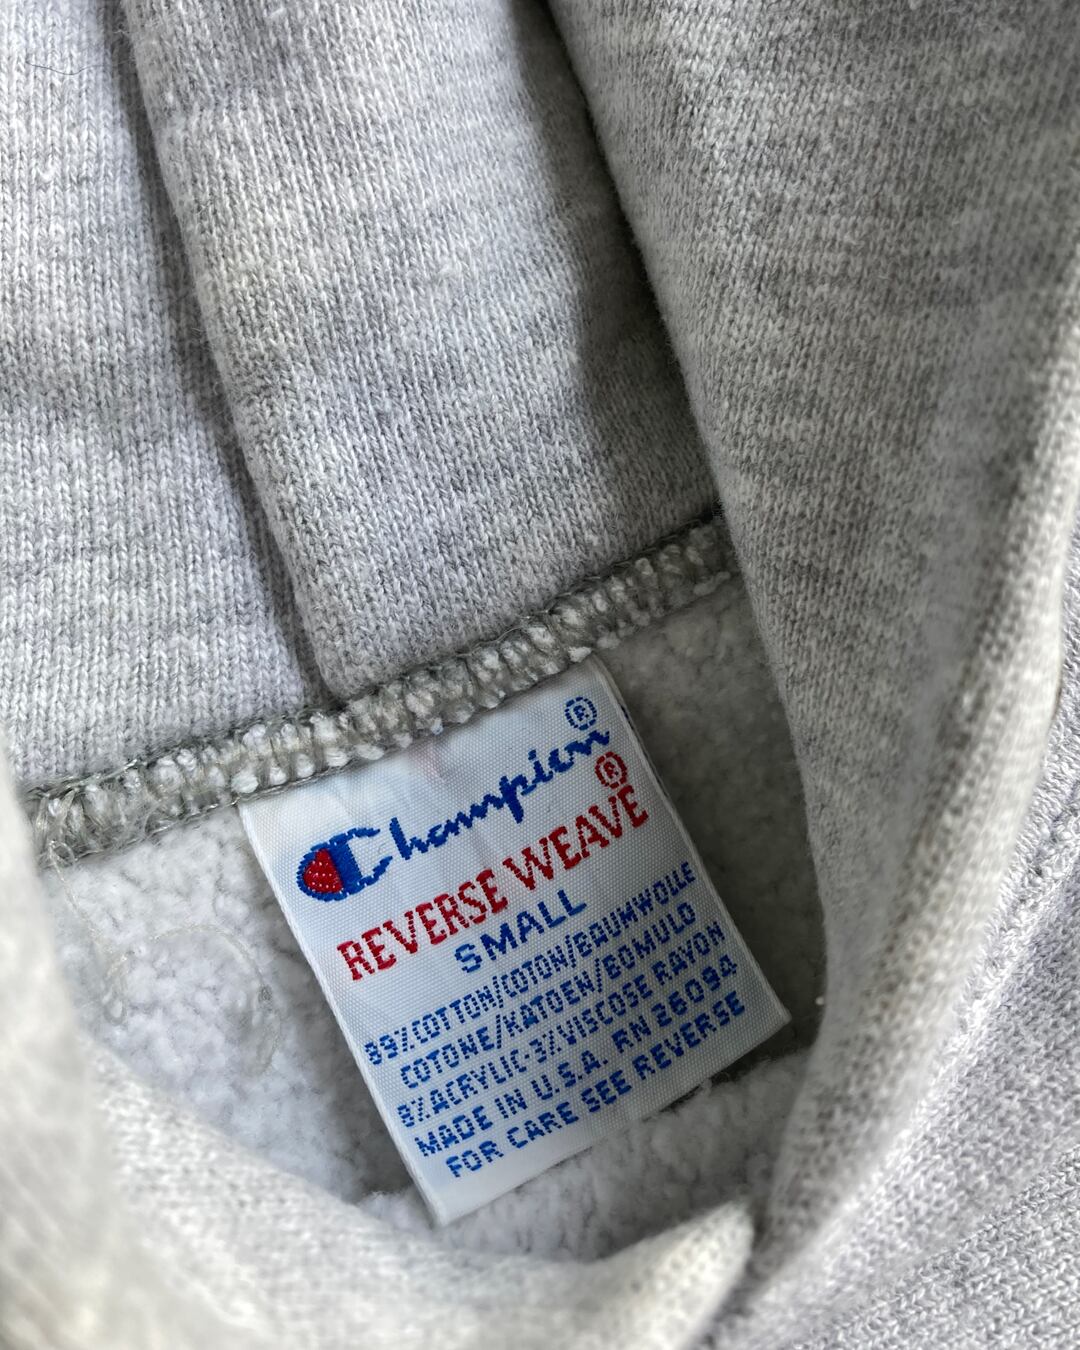 Champion®
REVERSE WEAVE®
SMALL
89%COTTON/COTON/BAUMWOLLE
COTONE/KATOEN/BOMULD
8%ACRYLIC-3%VISCOSE RAYON
MADE IN U.S.A. RN 26094
FOR CARE SEE REVERSE